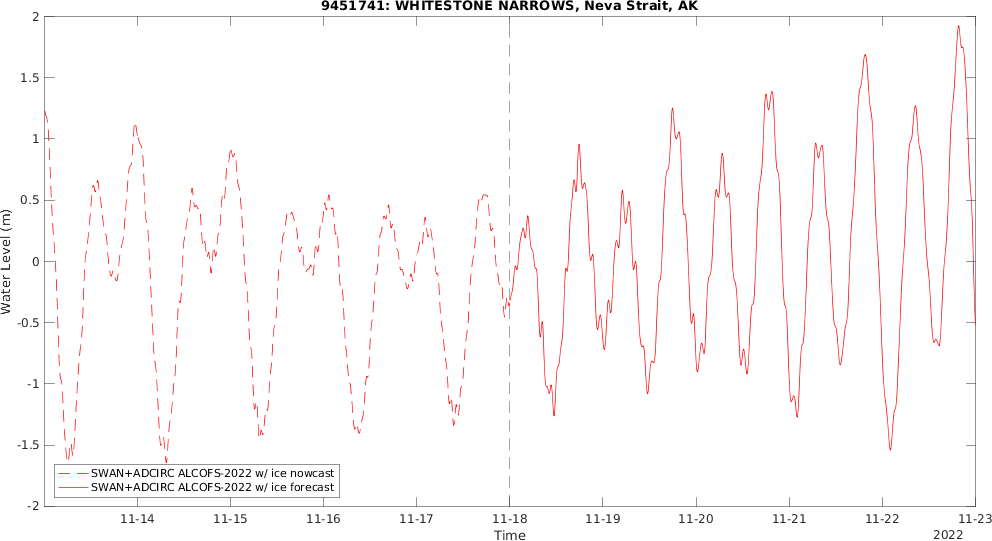 9451741: WHITESTONE NARROWS, Neva Strait, AK
2
1.5
1
0.5
0
-0.5
-1
-1.5
-2
Water Level (m)
SWAN+ADCIRC ALCOFS-2022 w/ ice nowcast
SWAN+ADCIRC ALCOFS-2022 w/ ice forecast
11-14 11-15 11-16 11-17 11-18 11-19 11-20 11-21 11-22 11-23
Time
2022